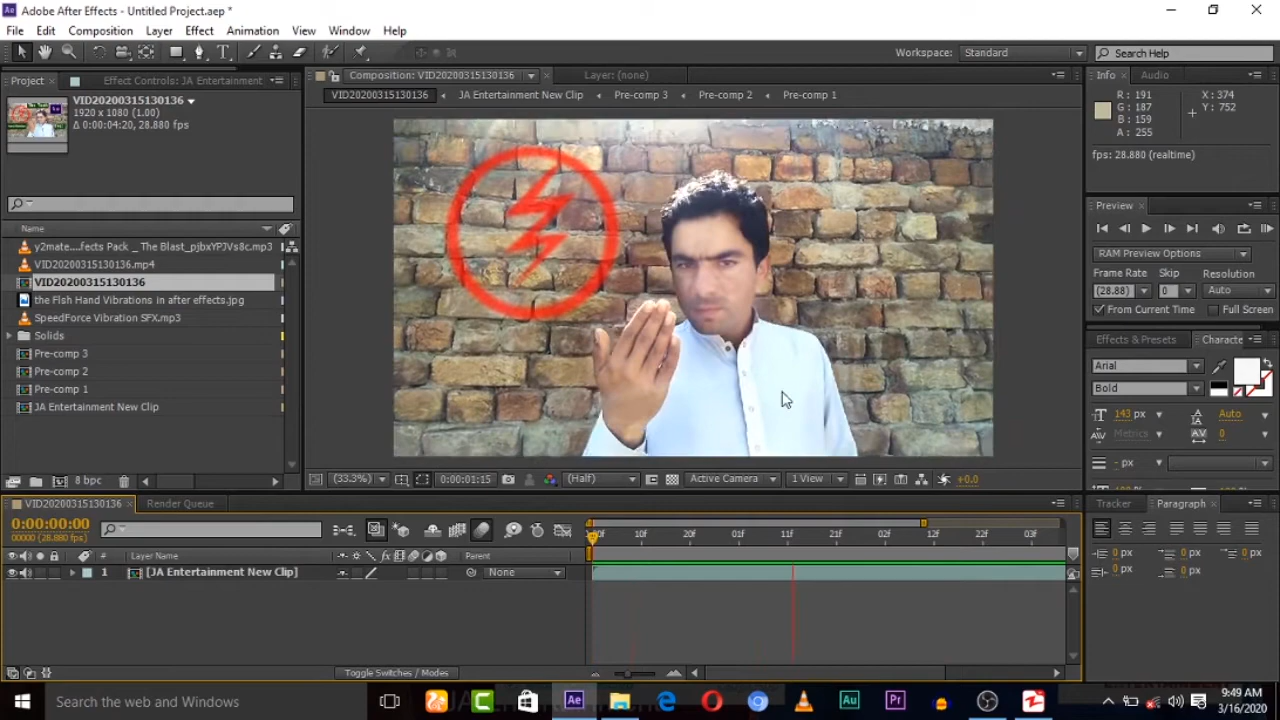 Adobe After Effects - Untitled Project.aep *
File Edit Composition Layer Effect Animation View Window Help
Workspace: Standard Search Help
Project Effect Controls: JA Entertainment
VID20200315130136
1920 x 1080 (1.00)
Δ 0:00:04:20, 28.880 fps
Name
y2mate....fects Pack _ The Blast_pjbxYPJVs8c.mp3
VID20200315130136.mp4
VID20200315130136
the Flsh Hand Vibrations in after effects.jpg
SpeedForce Vibration SFX.mp3
Solids
Pre-comp 3
Pre-comp 2
Pre-comp 1
JA Entertainment New Clip
8 bpc
Composition: VID20200315130136 Layer: (none)
VID20200315130136 JA Entertainment New Clip Pre-comp 3 Pre-comp 2 Pre-comp 1
(33.3%) 0:00:01:15 (Half) Active Camera 1 View +0.0
Info Audio
R: 191 X: 374
G: 187 Y: 752
B: 159
A: 255
fps: 28.880 (realtime)
Preview
RAM Preview Options
Frame Rate Skip Resolution
(28.88) 0 Auto
From Current Time Full Screen
Effects & Presets Characte
Arial
Bold
143 px Auto
Metrics 0
- px
VID20200315130136 Render Queue
0:00:00:00
00000 (28.880 fps)
# Layer Name Parent
1 [JA Entertainment New Clip] None
10f 20f 01f 11f 02f 12f 22f 03f
Toggle Switches / Modes
Tracker Paragraph
0 px 0 px 0 px
0 px 0 px
Search the web and Windows
9:49 AM
3/16/2020